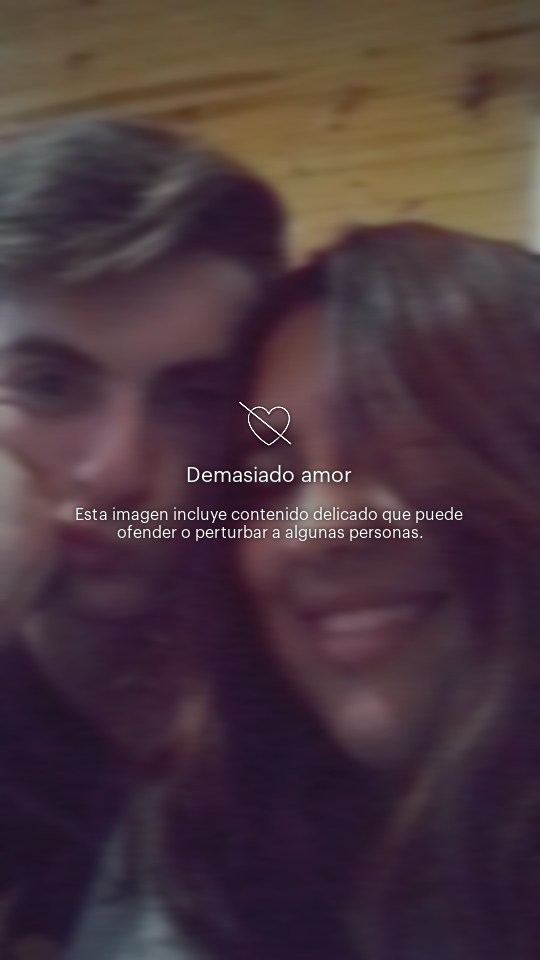 Demasiado amor
Esta imagen incluye contenido delicado que puede
ofender o perturbar a algunas personas.